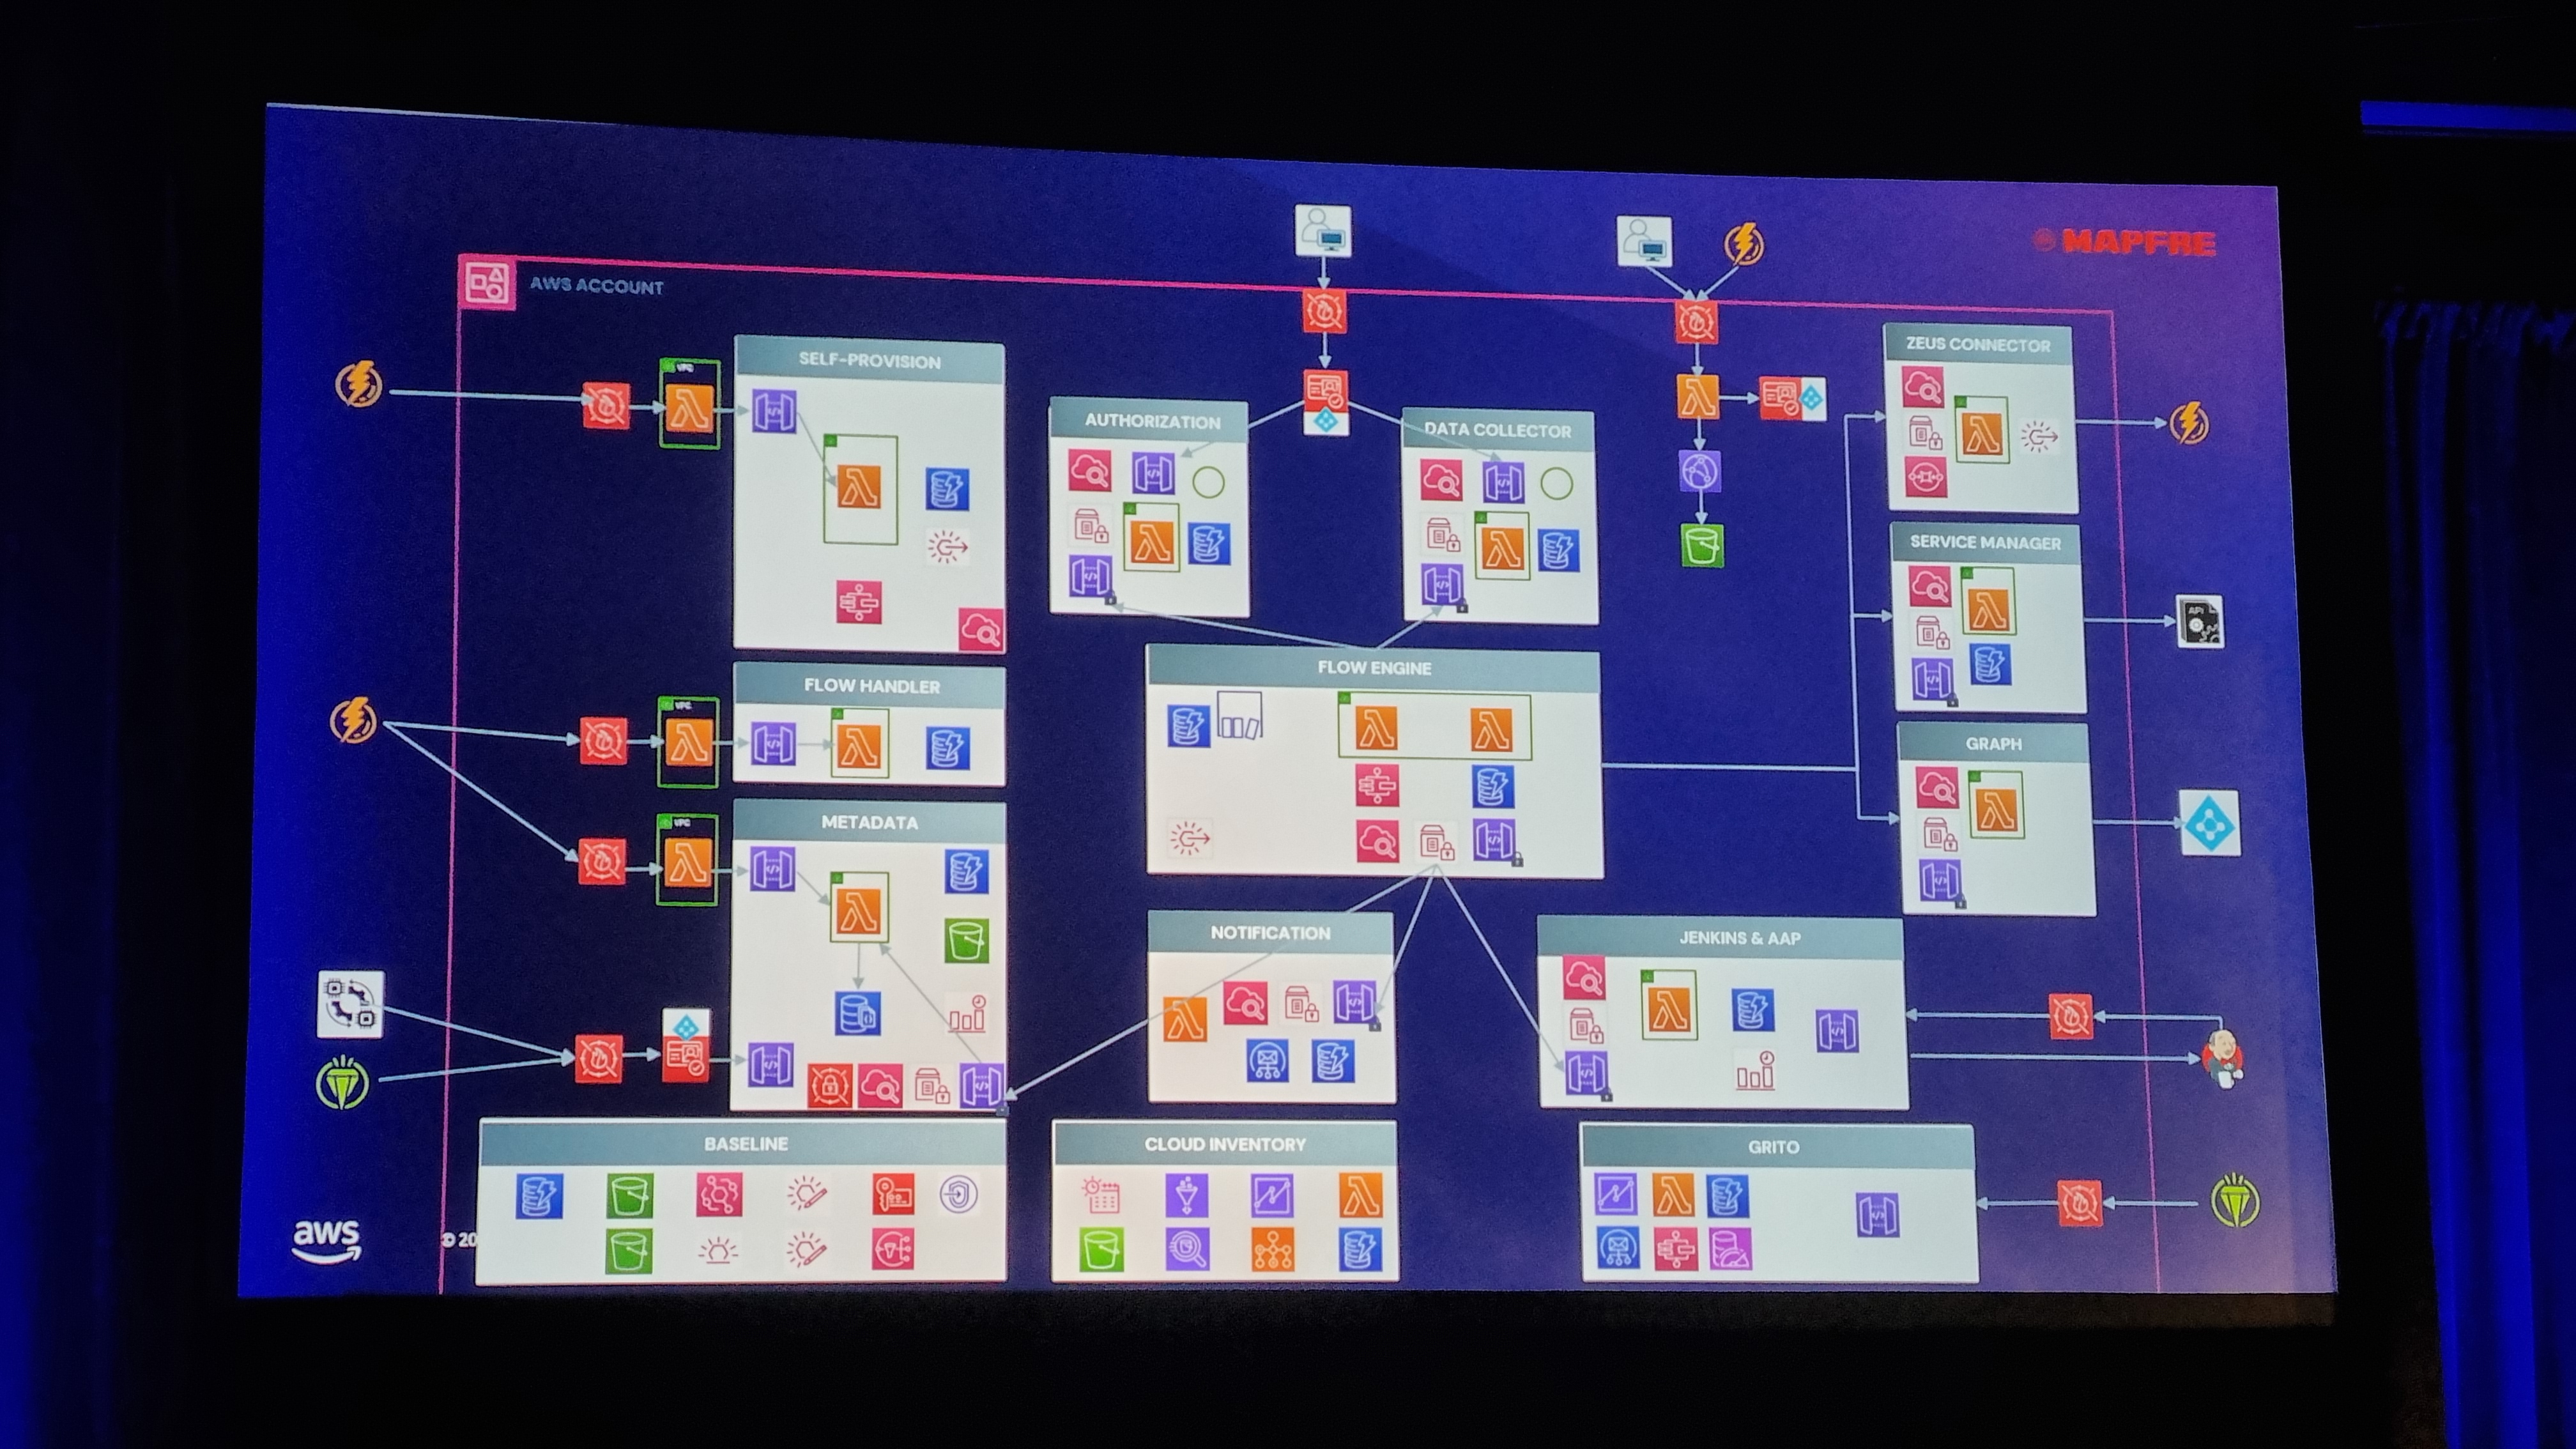 MAPFRE
AWS ACCOUNT
SELF-PROVISION
VPC
AUTHORIZATION
DATA COLLECTOR
ZEUS CONNECTOR
SERVICE MANAGER
API
FLOW ENGINE
FLOW HANDLER
VPC
GRAPH
METADATA
VPC
NOTIFICATION
JENKINS & AAP
BASELINE
CLOUD INVENTORY
GRITO
aws
© 20